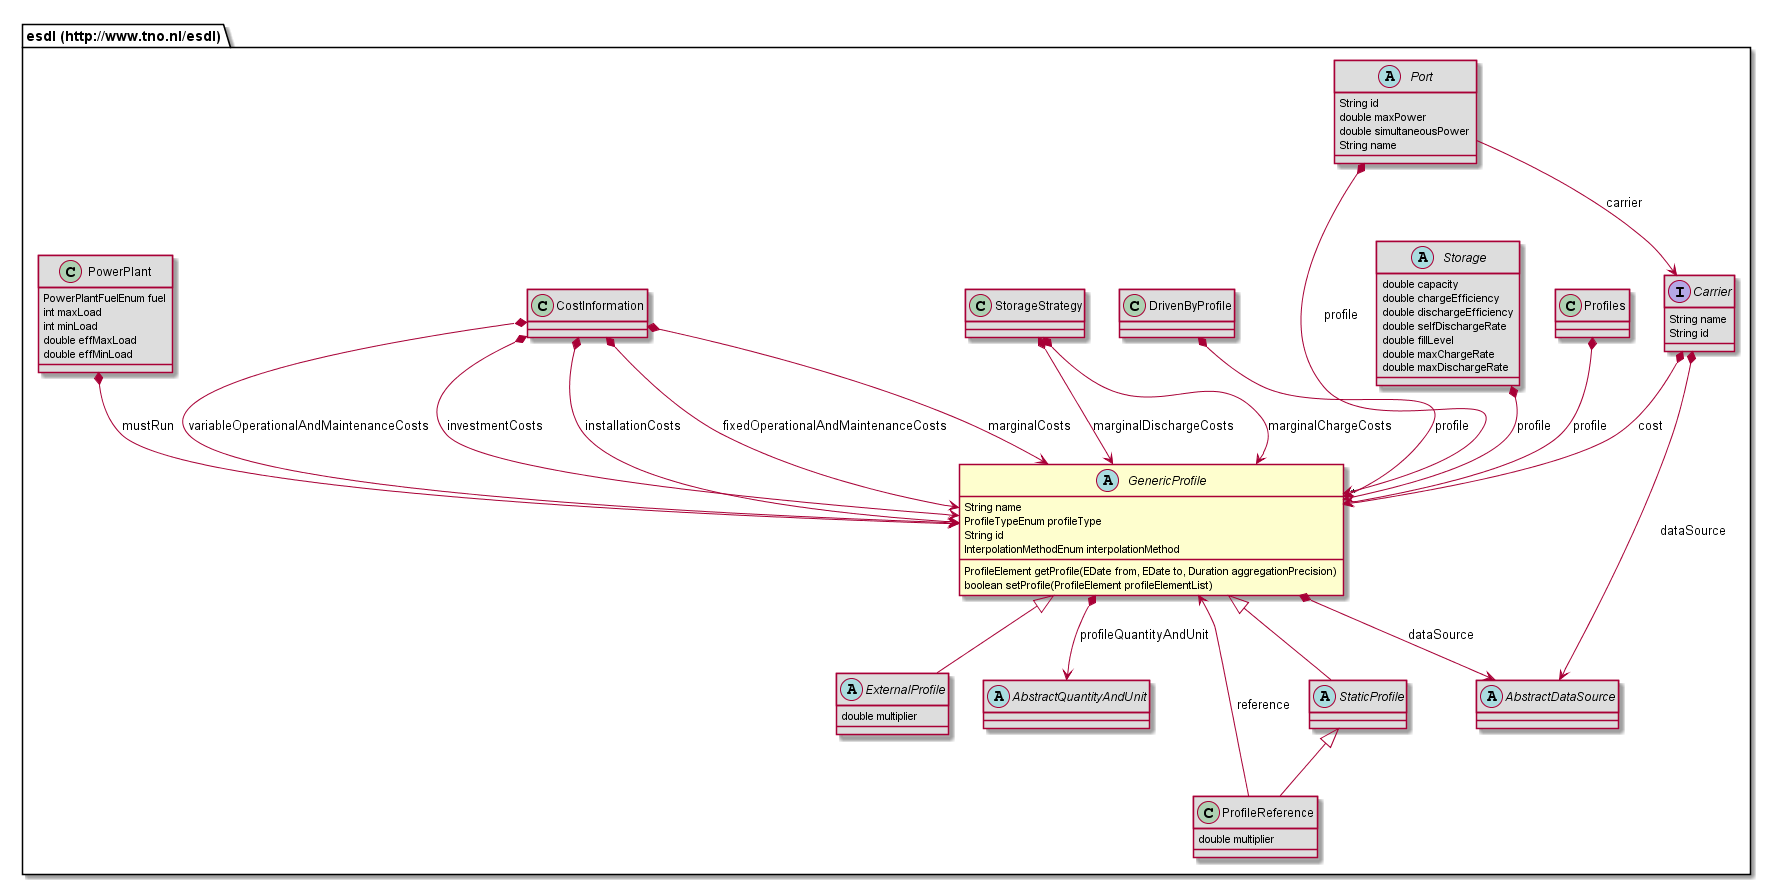 esdl (http://www.tno.nl/esdl)
A Port
String id
double maxPower
double simultaneousPower
String name
carrier
C PowerPlant
PowerPlantFuelEnum fuel
int maxLoad
int minLoad
double effMaxLoad
double effMinLoad
C CostInformation
C StorageStrategy
C DrivenByProfile
profile
A Storage
double capacity
double chargeEfficiency
double dischargeEfficiency
double selfDischargeRate
double fillLevel
double maxChargeRate
double maxDischargeRate
C Profiles
I Carrier
String name
String id
mustRun
variableOperationalAndMaintenanceCosts
investmentCosts
installationCosts
fixedOperationalAndMaintenanceCosts
marginalCosts
marginalDischargeCosts
marginalChargeCosts
profile
profile
profile
cost
A GenericProfile
String name
ProfileTypeEnum profileType
String id
InterpolationMethodEnum interpolationMethod
ProfileElement getProfile(EDate from, EDate to, Duration aggregationPrecision)
boolean setProfile(ProfileElement profileElementList)
dataSource
profileQuantityAndUnit
dataSource
A ExternalProfile
double multiplier
A AbstractQuantityAndUnit
reference
A StaticProfile
A AbstractDataSource
C ProfileReference
double multiplier